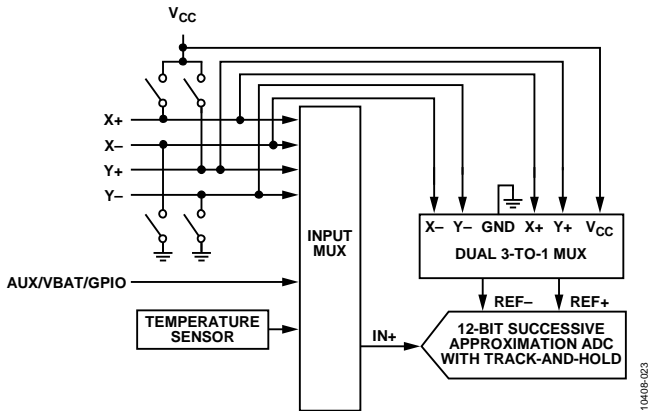 VCC
X+
X–
Y+
Y–
AUX/VBAT/GPIO
TEMPERATURE
SENSOR
INPUT
MUX
IN+
X– Y– GND X+ Y+ VCC
DUAL 3-TO-1 MUX
REF– REF+
12-BIT SUCCESSIVE
APPROXIMATION ADC
WITH TRACK-AND-HOLD
10408-023